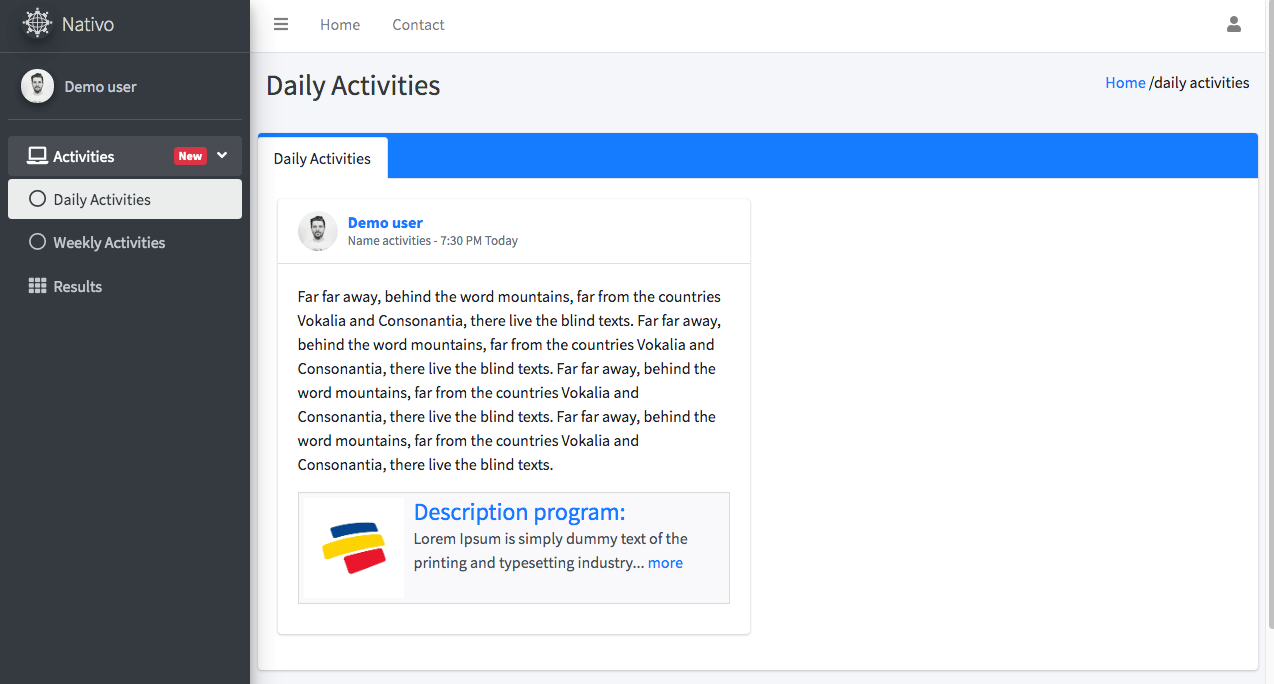 Nativo
Home
Contact
Demo user
Daily Activities
Home /daily activities
Activities New
Daily Activities
Weekly Activities
Results
Daily Activities
Demo user
Name activities - 7:30 PM Today
Far far away, behind the word mountains, far from the countries
Vokalia and Consonantia, there live the blind texts. Far far away,
behind the word mountains, far from the countries Vokalia and
Consonantia, there live the blind texts. Far far away, behind the
word mountains, far from the countries Vokalia and
Consonantia, there live the blind texts. Far far away, behind the
word mountains, far from the countries Vokalia and
Consonantia, there live the blind texts.
Description program:
Lorem Ipsum is simply dummy text of the
printing and typesetting industry... more